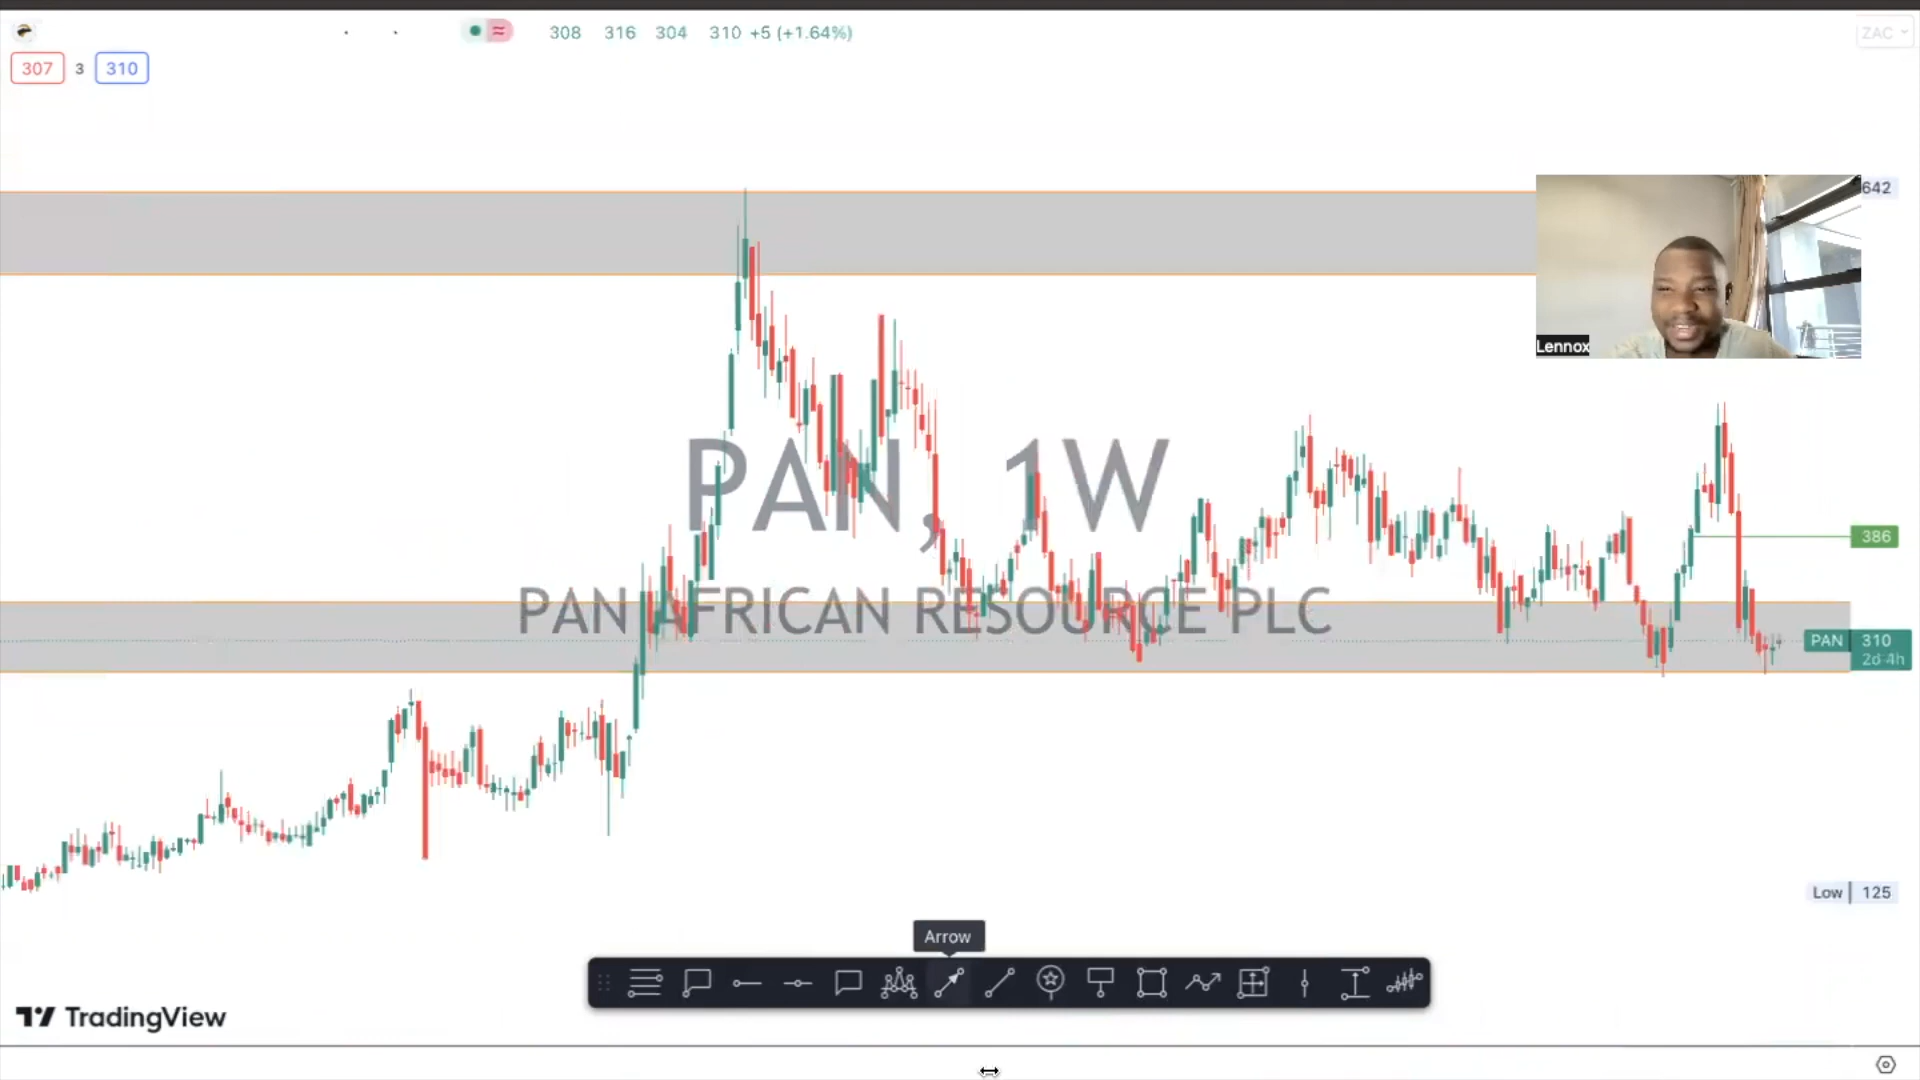 308 316 304 310 +5 (+1.64%)
ZAC
307 3 310
642
Lennox
PAN, 1W
386
PAN AFRICAN RESOURCE PLC
PAN 310
2d 4h
Low 125
Arrow
TradingView